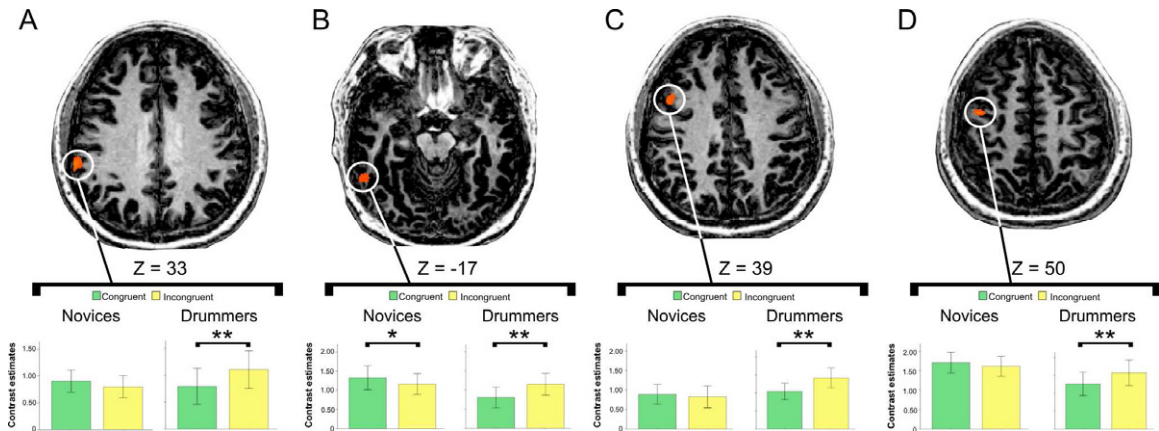 A
B
C
D
Z = 33
Z = -17
Z = 39
Z = 50
Congruent Incongruent
Congruent Incongruent
Congruent Incongruent
Congruent Incongruent
Novices Drummers
Novices Drummers
Novices Drummers
Novices Drummers
**
* **
**
**
Contrast estimates
1.50
1.00
.50
0
Contrast estimates
2.00
1.50
1.00
.50
0
Contrast estimates
2.00
1.50
1.00
.50
0
Contrast estimates
2.00
1.50
1.00
.50
0